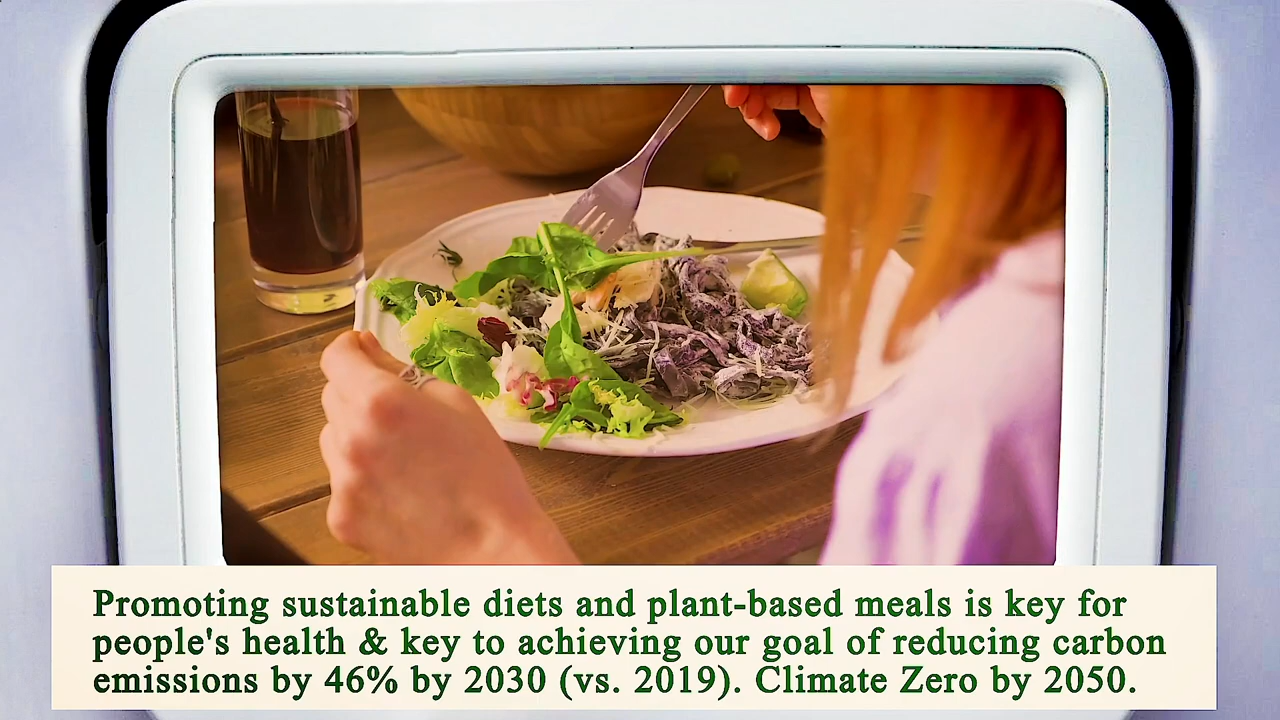 Promoting sustainable diets and plant-based meals is key for
people's health & key to achieving our goal of reducing carbon
emissions by 46% by 2030 (vs. 2019). Climate Zero by 2050.